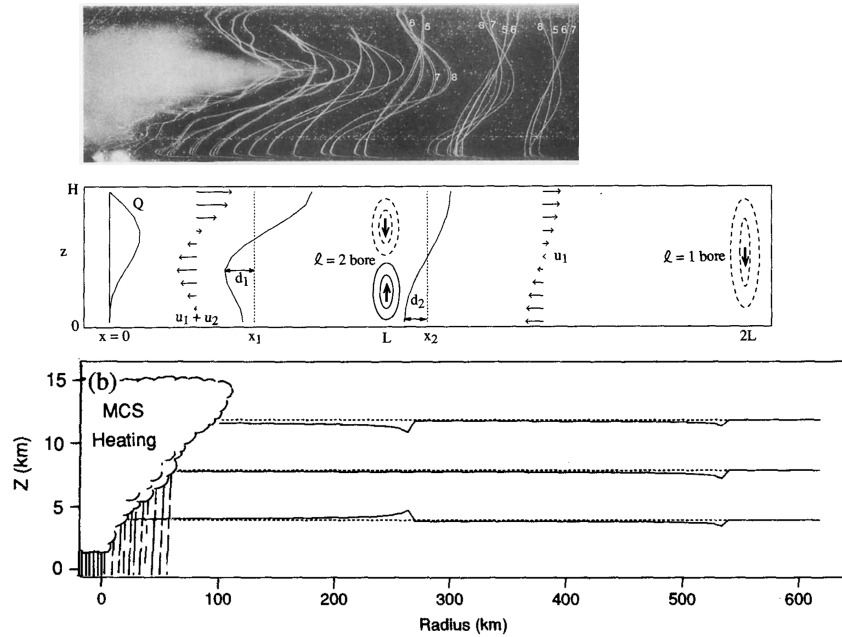 8 5 8 7 5 6 8 5 6 7
7 8
H
Q
z
d₁
u₁ + u₂
ℓ = 2 bore
d₂
u₁
ℓ = 1 bore
0
x = 0 x₁ L x₂ 2L
(b)
MCS
Heating
15
10
5
0
Z (km)
0 100 200 300 400 500 600
Radius (km)